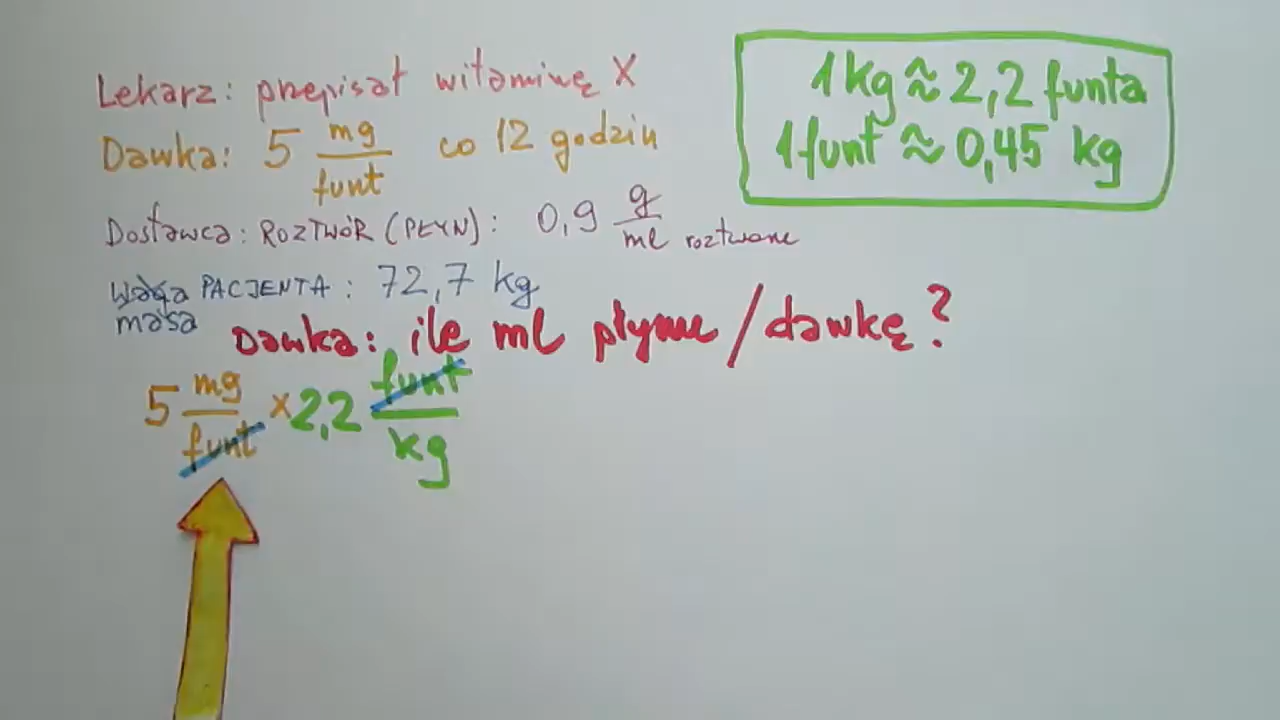 Lekarz: przepisał witaminę X
Dawka: 5 mg/funt co 12 godzin
Dostawca: ROZTWÓR (PŁYN): 0,9 g/ml roztworu
Waga PACJENTA: 72,7 kg
masa
Dawka: ile ml płynu/dawkę?
5 mg/funt × 2,2 funt/kg
1 kg ≈ 2,2 funta
1 funt ≈ 0,45 kg